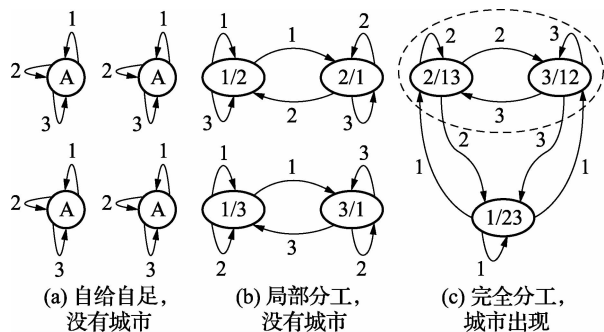 1 1 1 2 2 3
2 A 2 A 1/2 2/1 2/13 2 3/12
3 3 3 2 3 3
2 3
1 1 1 1 3 1 1
2 A 2 A 1/3 3/1 1/23
3 3 2 3 2 1
(a) 自给自足, (b) 局部分工, (c) 完全分工,
没有城市 没有城市 城市出现